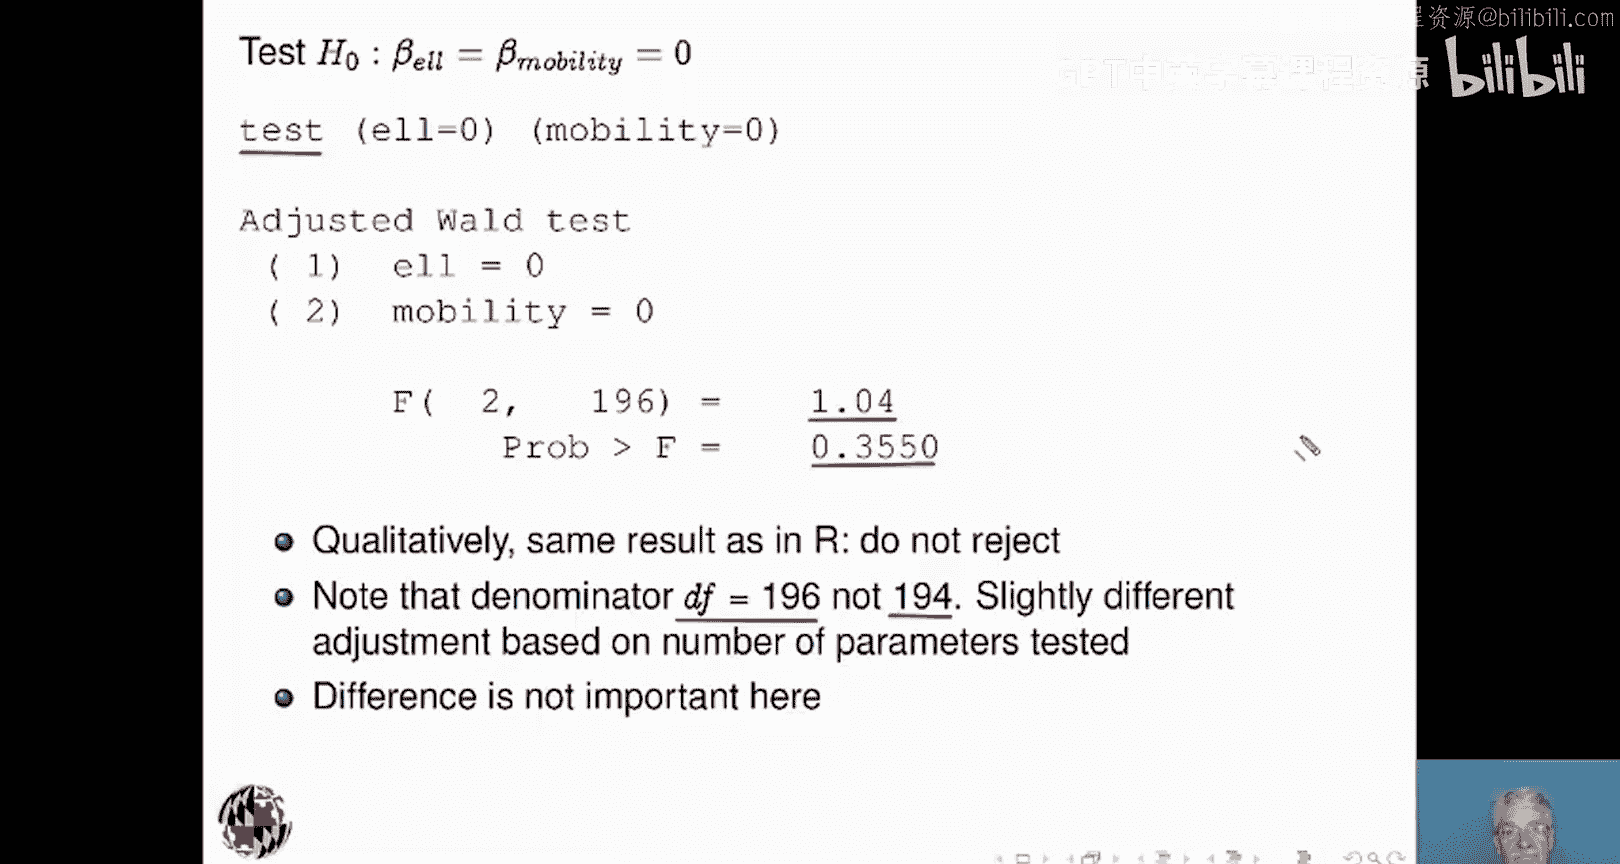 程资源@bilibili.com
bilibili
Test H₀ : β_ell = β_mobility = 0
test (ell=0) (mobility=0)
Adjusted Wald test
( 1) ell = 0
( 2) mobility = 0
F( 2, 196) = 1.04
Prob > F = 0.3550
Qualitatively, same result as in R: do not reject
Note that denominator df = 196 not 194. Slightly different
adjustment based on number of parameters tested
Difference is not important here